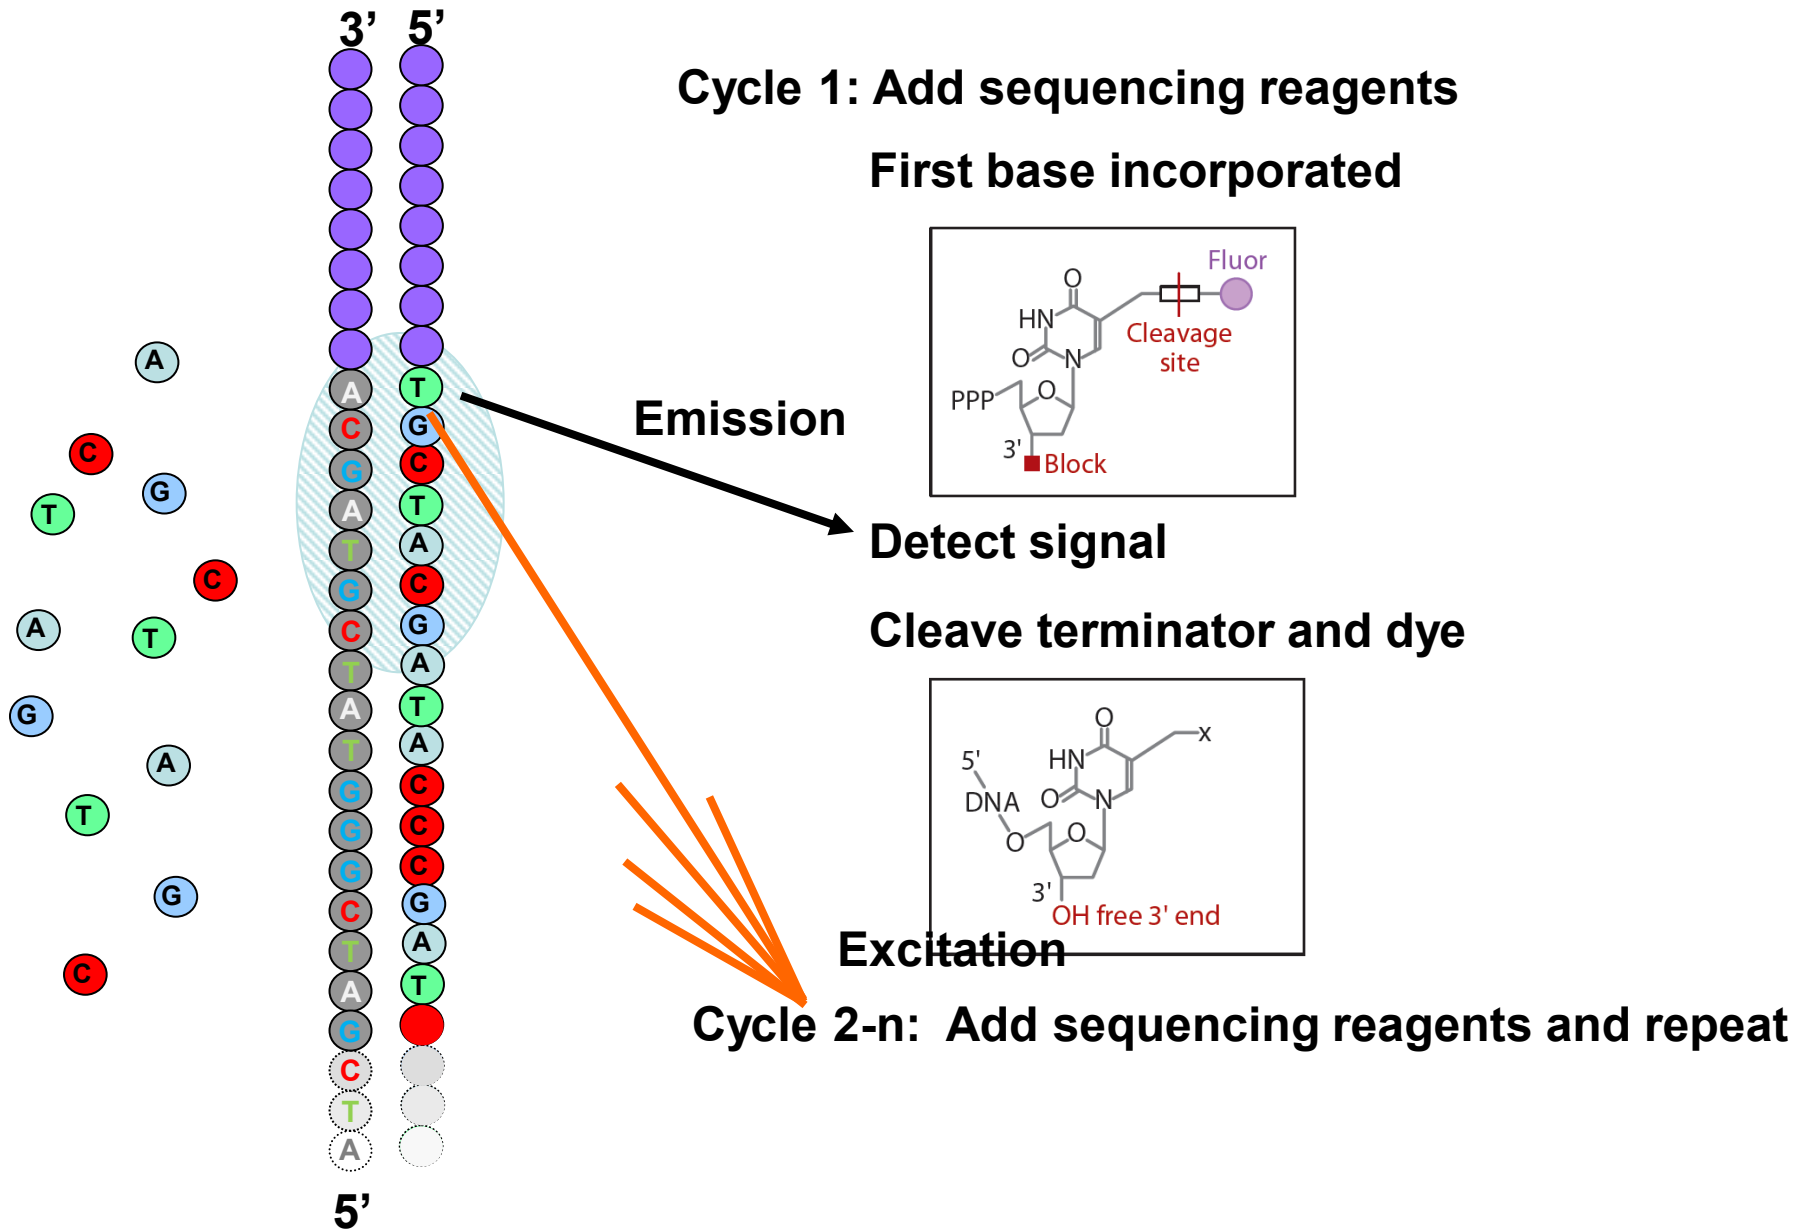 3’ 5’
Cycle 1: Add sequencing reagents
First base incorporated
O
Fluor
HN
Cleavage
site
O
N
PPP
O
3'
Block
Emission
Detect signal
Cleave terminator and dye
O
x
5'
HN
DNA
O
N
O
O
3'
OH free 3' end
Excitation
Cycle 2-n: Add sequencing reagents and repeat
A
C
G
T
C
A
T
G
A
T
G
C
A T
C G
G C
A T
T A
G C
C G
T A
A T
T A
G C
G C
G C
C G
T A
A T
G
C
T
A
5’